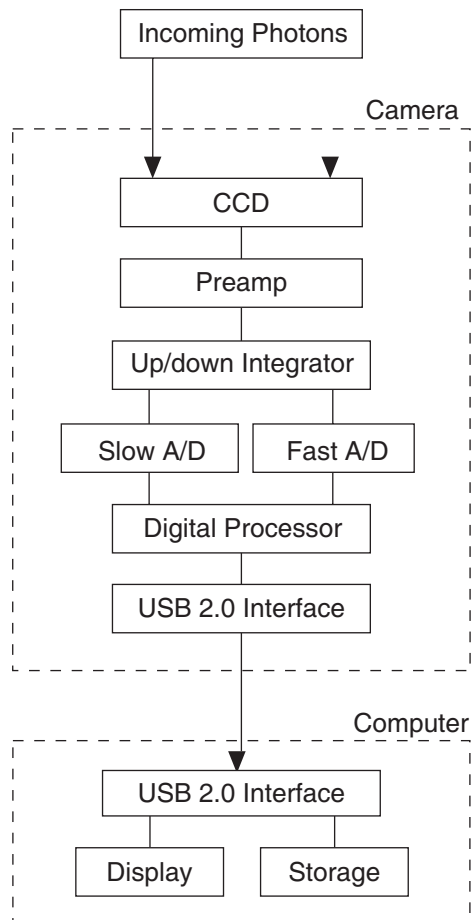 Incoming Photons
Camera
CCD
Preamp
Up/down Integrator
Slow A/D
Fast A/D
Digital Processor
USB 2.0 Interface
Computer
USB 2.0 Interface
Display
Storage